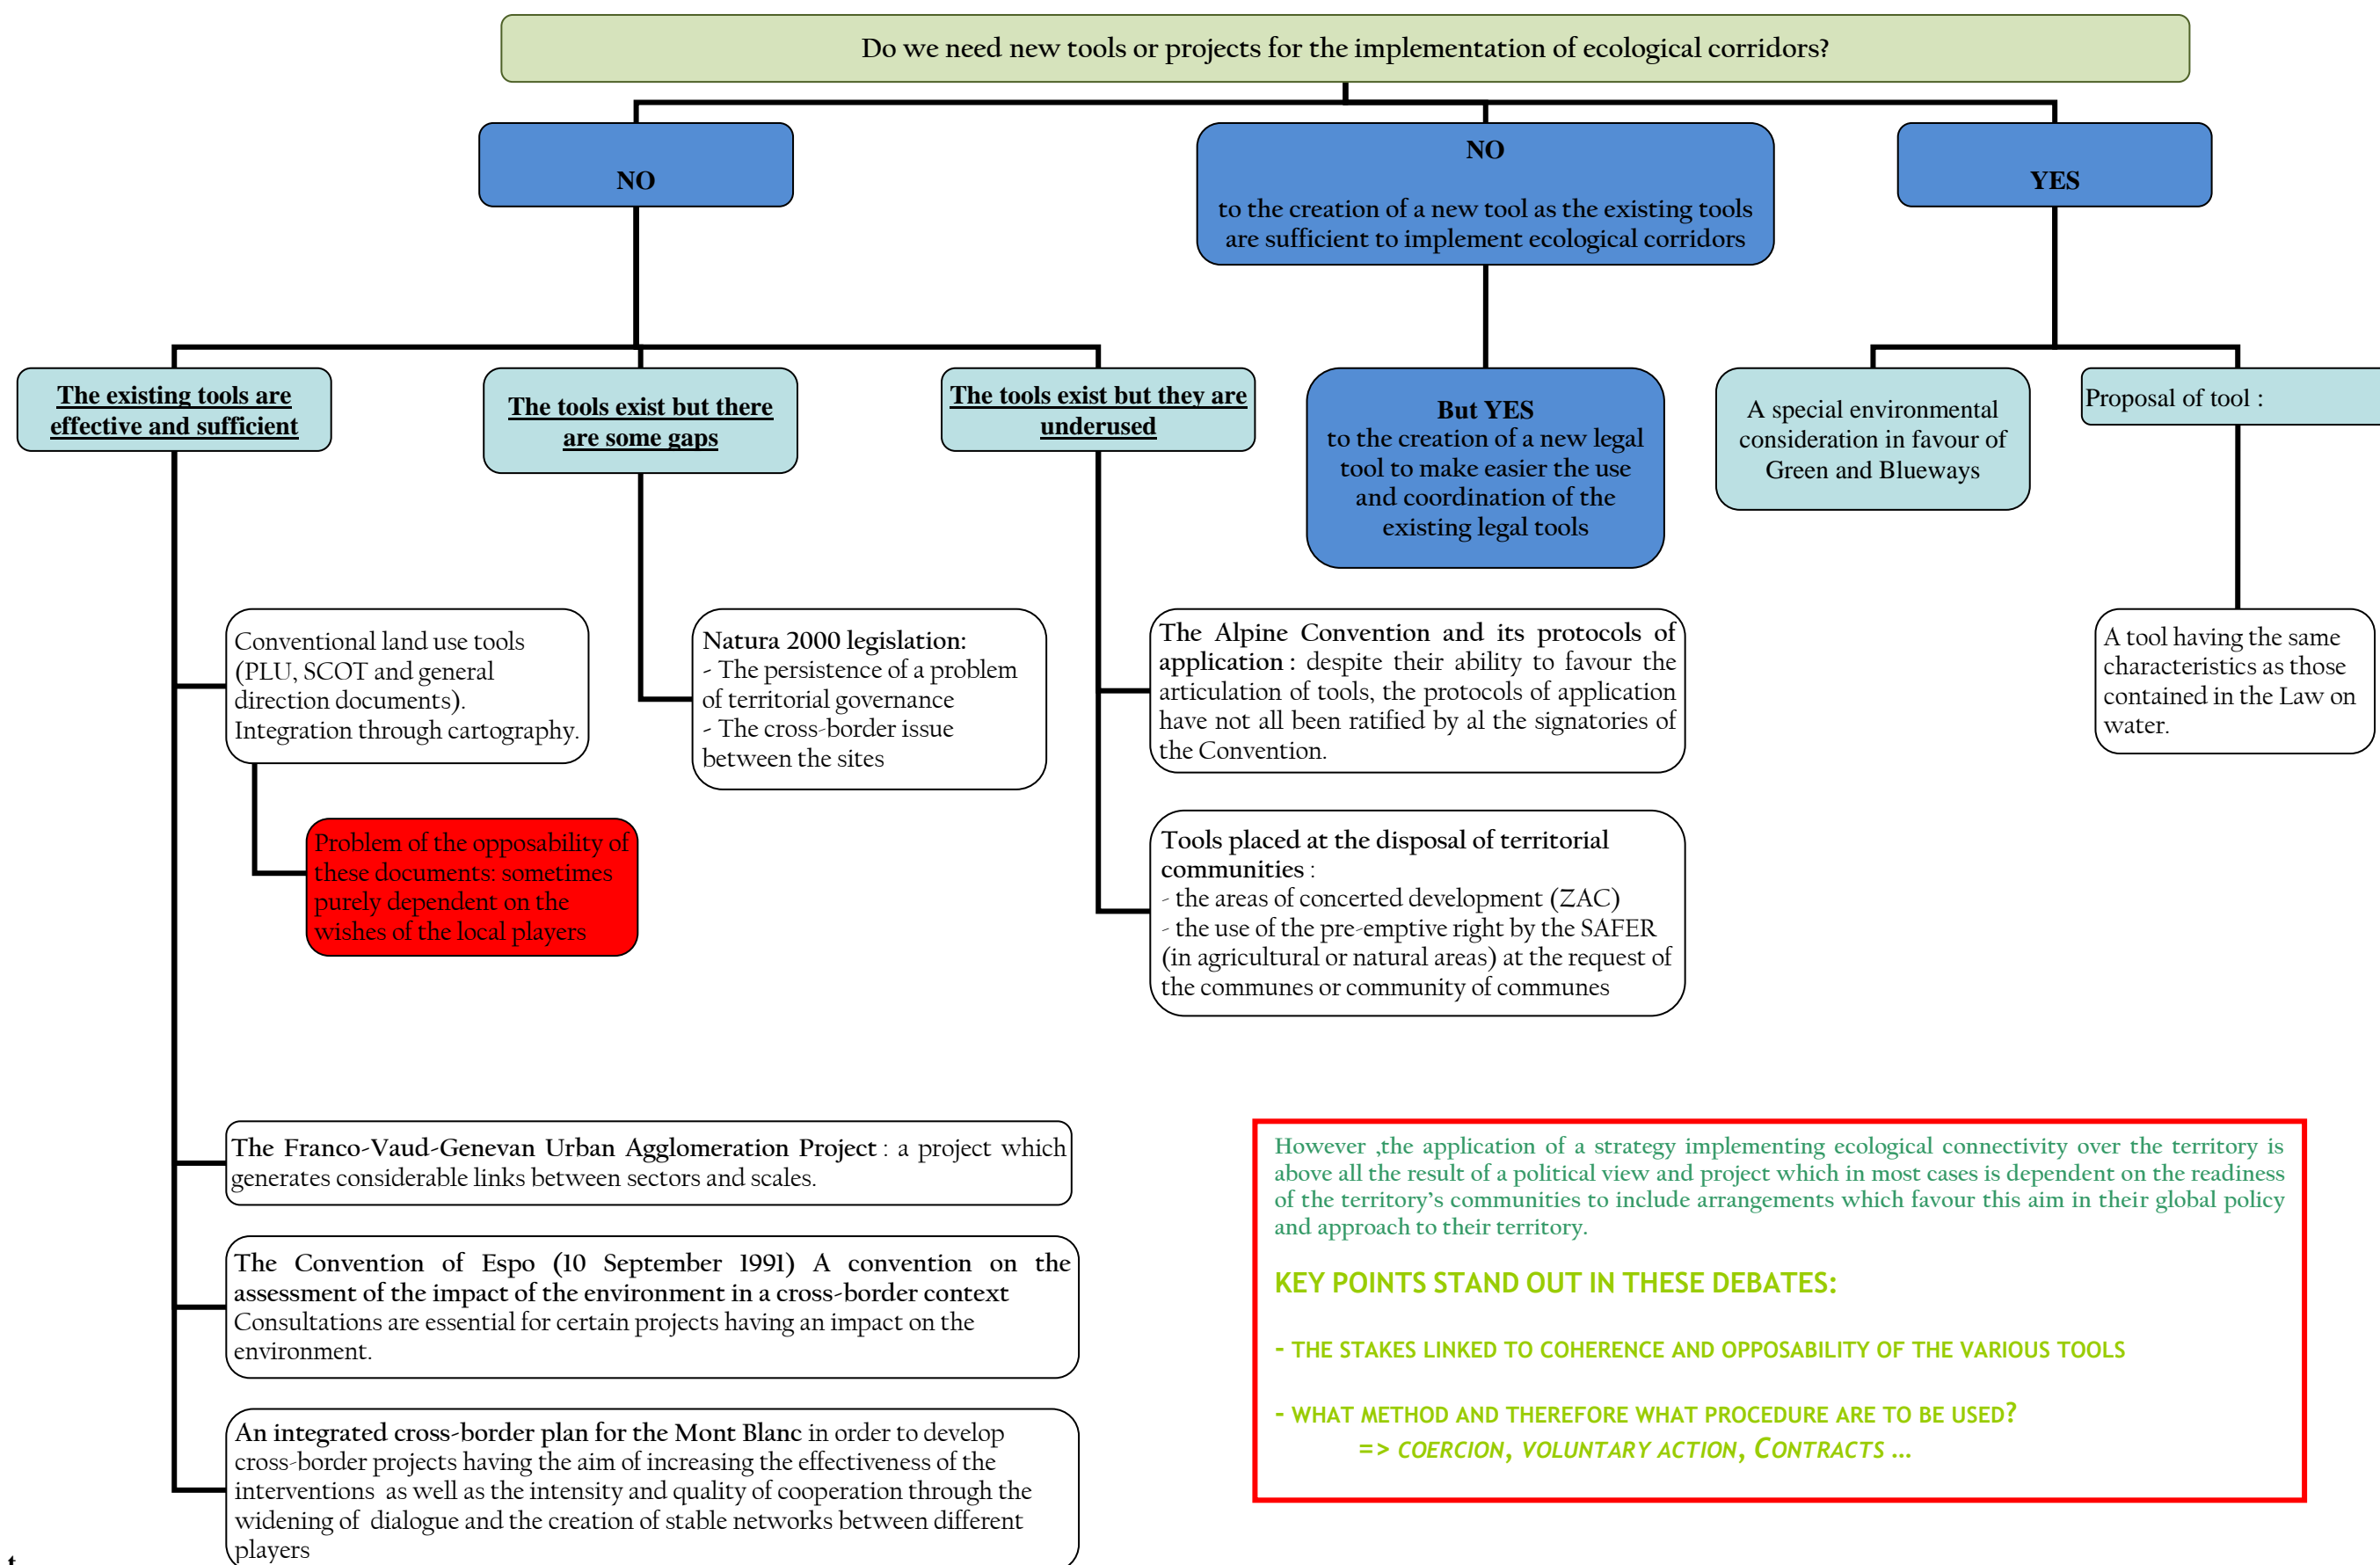 Do we need new tools or projects for the implementation of ecological corridors?
NO
NO
to the creation of a new tool as the existing tools
are sufficient to implement ecological corridors
YES
The existing tools are
effective and sufficient
The tools exist but there
are some gaps
The tools exist but they are
underused
But YES
to the creation of a new legal
tool to make easier the use
and coordination of the
existing legal tools
A special environmental
consideration in favour of
Green and Blueways
Proposal of tool :
Conventional land use tools
(PLU, SCOT and general
direction documents).
Integration through cartography.
Natura 2000 legislation:
- The persistence of a problem
of territorial governance
- The cross-border issue
between the sites
The Alpine Convention and its protocols of
application : despite their ability to favour the
articulation of tools, the protocols of application
have not all been ratified by al the signatories of
the Convention.
A tool having the same
characteristics as those
contained in the Law on
water.
Problem of the opposability of
these documents: sometimes
purely dependent on the
wishes of the local players
Tools placed at the disposal of territorial
communities :
- the areas of concerted development (ZAC)
- the use of the pre-emptive right by the SAFER
(in agricultural or natural areas) at the request of
the communes or community of communes
The Franco-Vaud-Genevan Urban Agglomeration Project : a project which
generates considerable links between sectors and scales.
The Convention of Espo (10 September 1991) A convention on the
assessment of the impact of the environment in a cross-border context
Consultations are essential for certain projects having an impact on the
environment.
An integrated cross-border plan for the Mont Blanc in order to develop
cross-border projects having the aim of increasing the effectiveness of the
interventions as well as the intensity and quality of cooperation through the
widening of dialogue and the creation of stable networks between different
players
However ,the application of a strategy implementing ecological connectivity over the territory is
above all the result of a political view and project which in most cases is dependent on the readiness
of the territory's communities to include arrangements which favour this aim in their global policy
and approach to their territory.
KEY POINTS STAND OUT IN THESE DEBATES:
- THE STAKES LINKED TO COHERENCE AND OPPOSABILITY OF THE VARIOUS TOOLS
- WHAT METHOD AND THEREFORE WHAT PROCEDURE ARE TO BE USED?
=> COERCION, VOLUNTARY ACTION, CONTRACTS ...